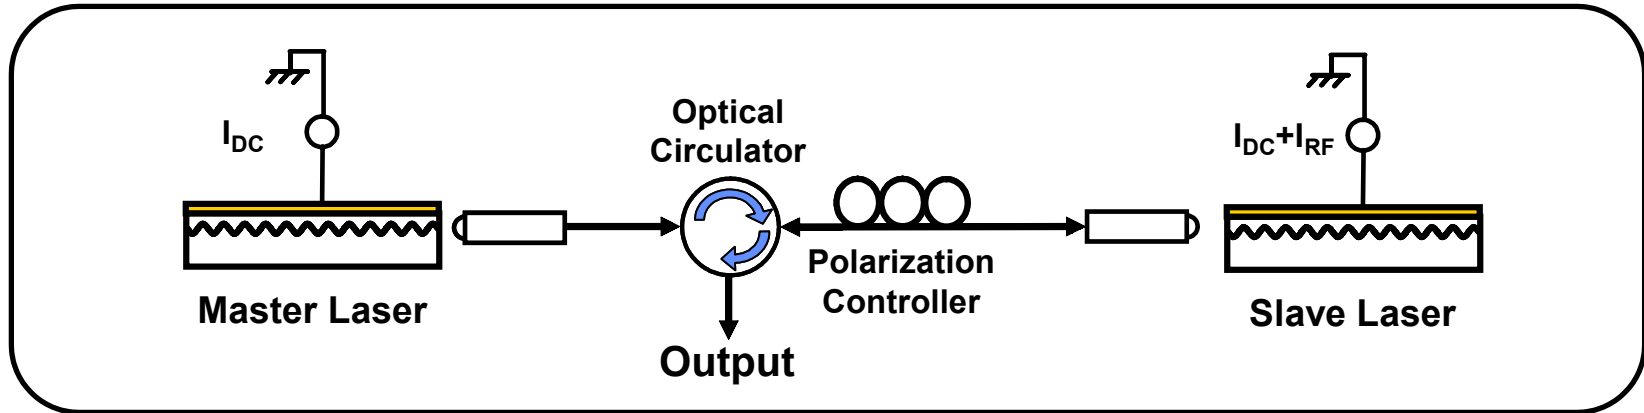 I_DC
Optical
Circulator
I_DC+I_RF
Polarization
Controller
Master Laser
Slave Laser
Output